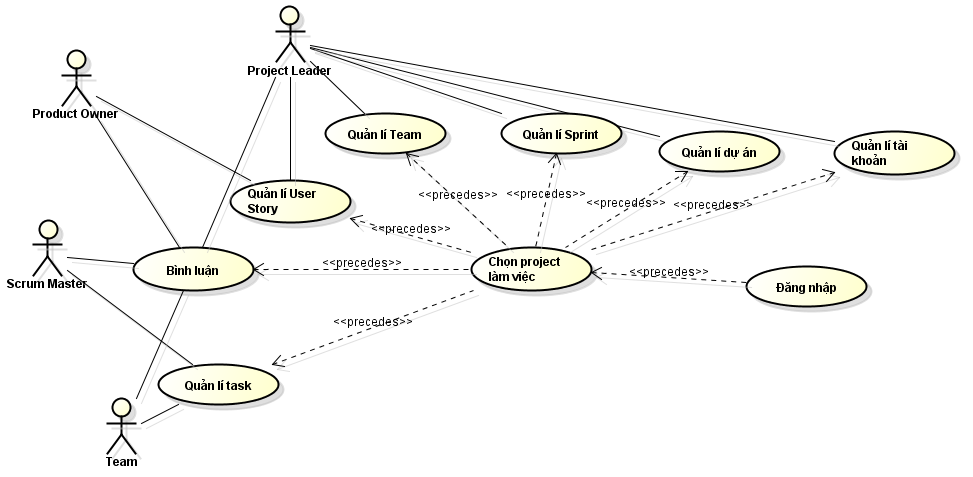 Project Leader
Product Owner
Quản lí Team
Quản lí Sprint
Quản lí dự án
Quản lí tài
khoản
<<precedes>>
<<precedes>>
<<precedes>>
<<precedes>>
Quản lí User
Story
<<precedes>>
Scrum Master
Bình luận
<<precedes>>
Chọn project
làm việc
<<precedes>>
Đăng nhập
<<precedes>>
Quản lí task
Team